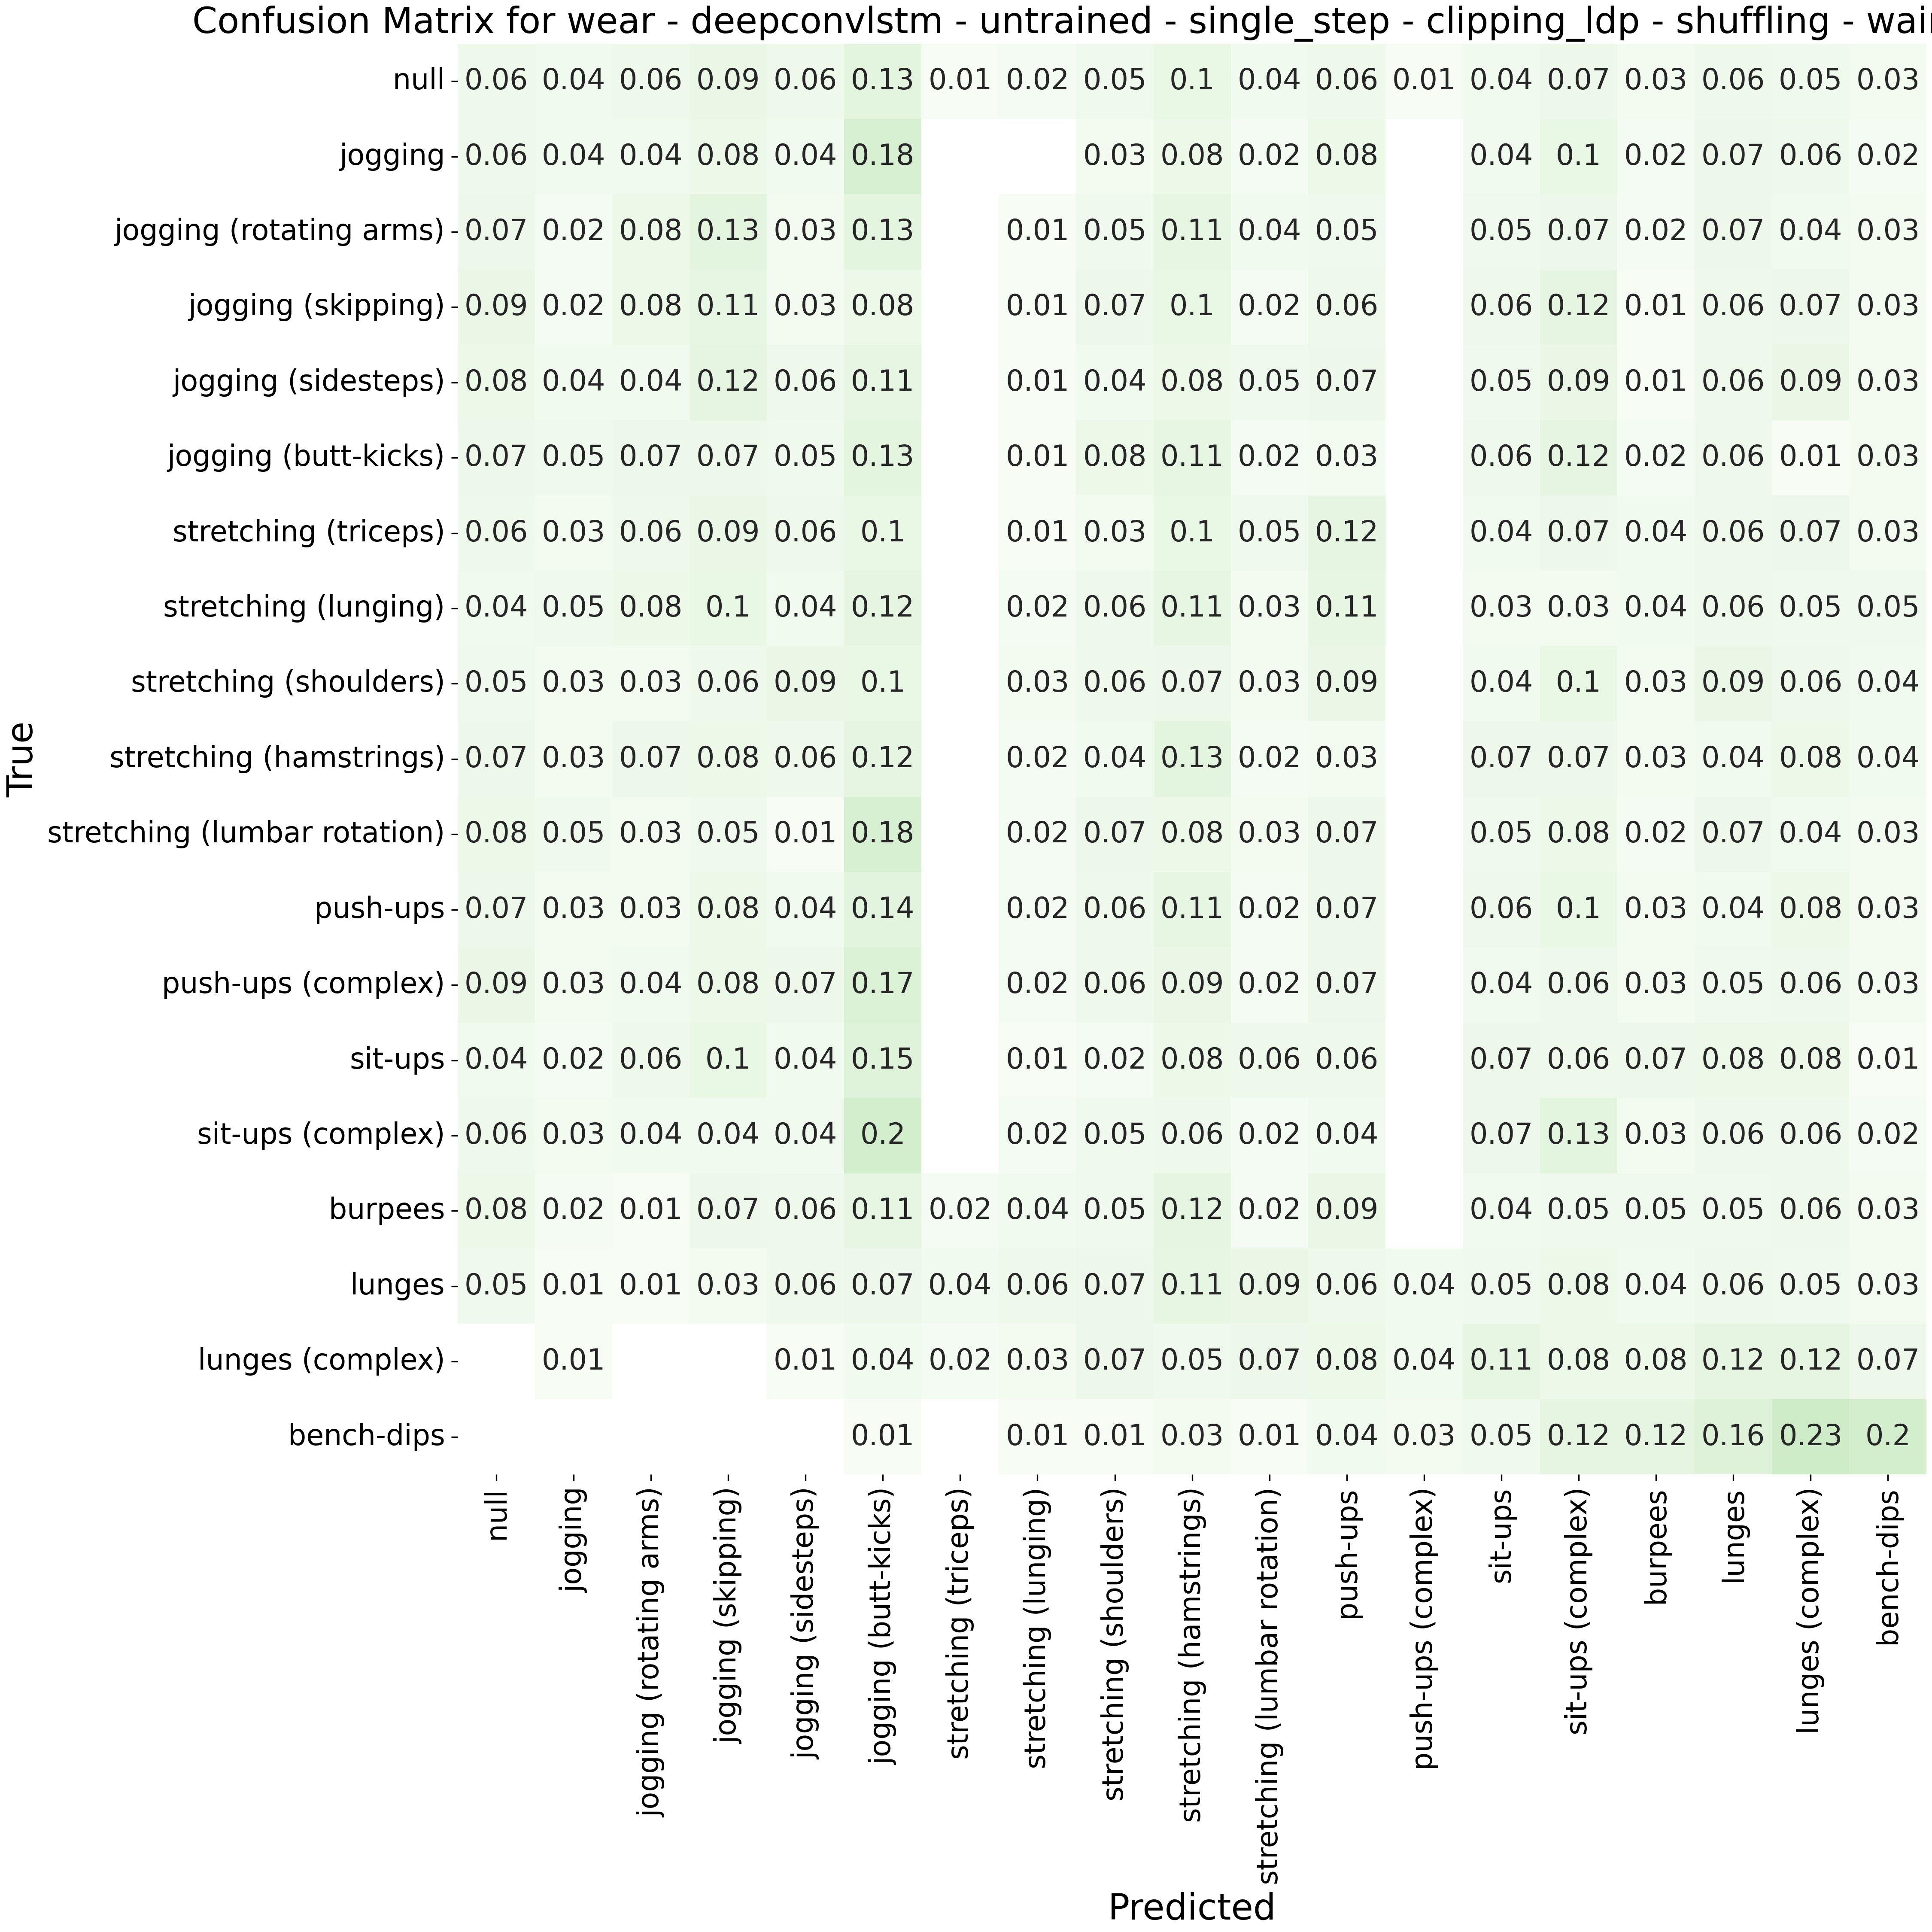 Confusion Matrix for wear - deepconvlstm - untrained - single_step - clipping_ldp - shuffling -
null 0.06 0.04 0.06 0.09 0.06 0.13 0.01 0.02 0.05 0.1 0.04 0.06 0.01 0.04 0.07 0.03 0.06 0.05 0.03
jogging 0.06 0.04 0.04 0.08 0.04 0.18 0.03 0.08 0.02 0.08 0.04 0.1 0.02 0.07 0.06 0.02
jogging (rotating arms) 0.07 0.02 0.08 0.13 0.03 0.13 0.01 0.05 0.11 0.04 0.05 0.05 0.07 0.02 0.07 0.04 0.03
jogging (skipping) 0.09 0.02 0.08 0.11 0.03 0.08 0.01 0.07 0.1 0.02 0.06 0.06 0.12 0.01 0.06 0.07 0.03
jogging (sidesteps) 0.08 0.04 0.04 0.12 0.06 0.11 0.01 0.04 0.08 0.05 0.07 0.05 0.09 0.01 0.06 0.09 0.03
jogging (butt-kicks) 0.07 0.05 0.07 0.07 0.05 0.13 0.01 0.08 0.11 0.02 0.03 0.06 0.12 0.02 0.06 0.01 0.03
stretching (triceps) 0.06 0.03 0.06 0.09 0.06 0.1 0.01 0.03 0.1 0.05 0.12 0.04 0.07 0.04 0.06 0.07 0.03
stretching (lunging) 0.04 0.05 0.08 0.1 0.04 0.12 0.02 0.06 0.11 0.03 0.11 0.03 0.03 0.04 0.06 0.05 0.05
stretching (shoulders) 0.05 0.03 0.03 0.06 0.09 0.1 0.03 0.06 0.07 0.03 0.09 0.04 0.1 0.03 0.09 0.06 0.04
stretching (hamstrings) 0.07 0.03 0.07 0.08 0.06 0.12 0.02 0.04 0.13 0.02 0.03 0.07 0.07 0.03 0.04 0.08 0.04
stretching (lumbar rotation) 0.08 0.05 0.03 0.05 0.01 0.18 0.02 0.07 0.08 0.03 0.07 0.05 0.08 0.02 0.07 0.04 0.03
push-ups 0.07 0.03 0.03 0.08 0.04 0.14 0.02 0.06 0.11 0.02 0.07 0.06 0.1 0.03 0.04 0.08 0.03
push-ups (complex) 0.09 0.03 0.04 0.08 0.07 0.17 0.02 0.06 0.09 0.02 0.07 0.04 0.06 0.03 0.05 0.06 0.03
sit-ups 0.04 0.02 0.06 0.1 0.04 0.15 0.01 0.02 0.08 0.06 0.06 0.07 0.06 0.07 0.08 0.08 0.01
sit-ups (complex) 0.06 0.03 0.04 0.04 0.04 0.2 0.02 0.05 0.06 0.02 0.04 0.07 0.13 0.03 0.06 0.06 0.02
burpees 0.08 0.02 0.01 0.07 0.06 0.11 0.02 0.04 0.05 0.12 0.02 0.09 0.04 0.05 0.05 0.05 0.06 0.03
lunges 0.05 0.01 0.01 0.03 0.06 0.07 0.04 0.06 0.07 0.11 0.09 0.06 0.04 0.05 0.08 0.04 0.06 0.05 0.03
lunges (complex) 0.01 0.01 0.04 0.02 0.03 0.07 0.05 0.07 0.08 0.04 0.11 0.08 0.08 0.12 0.12 0.07
bench-dips 0.01 0.01 0.01 0.03 0.01 0.04 0.03 0.05 0.12 0.12 0.16 0.23 0.2
True
null
jogging
jogging (rotating arms)
jogging (skipping)
jogging (sidesteps)
jogging (butt-kicks)
stretching (triceps)
stretching (lunging)
stretching (shoulders)
stretching (hamstrings)
stretching (lumbar rotation)
push-ups
push-ups (complex)
sit-ups
sit-ups (complex)
burpees
lunges
lunges (complex)
bench-dips
Predicted